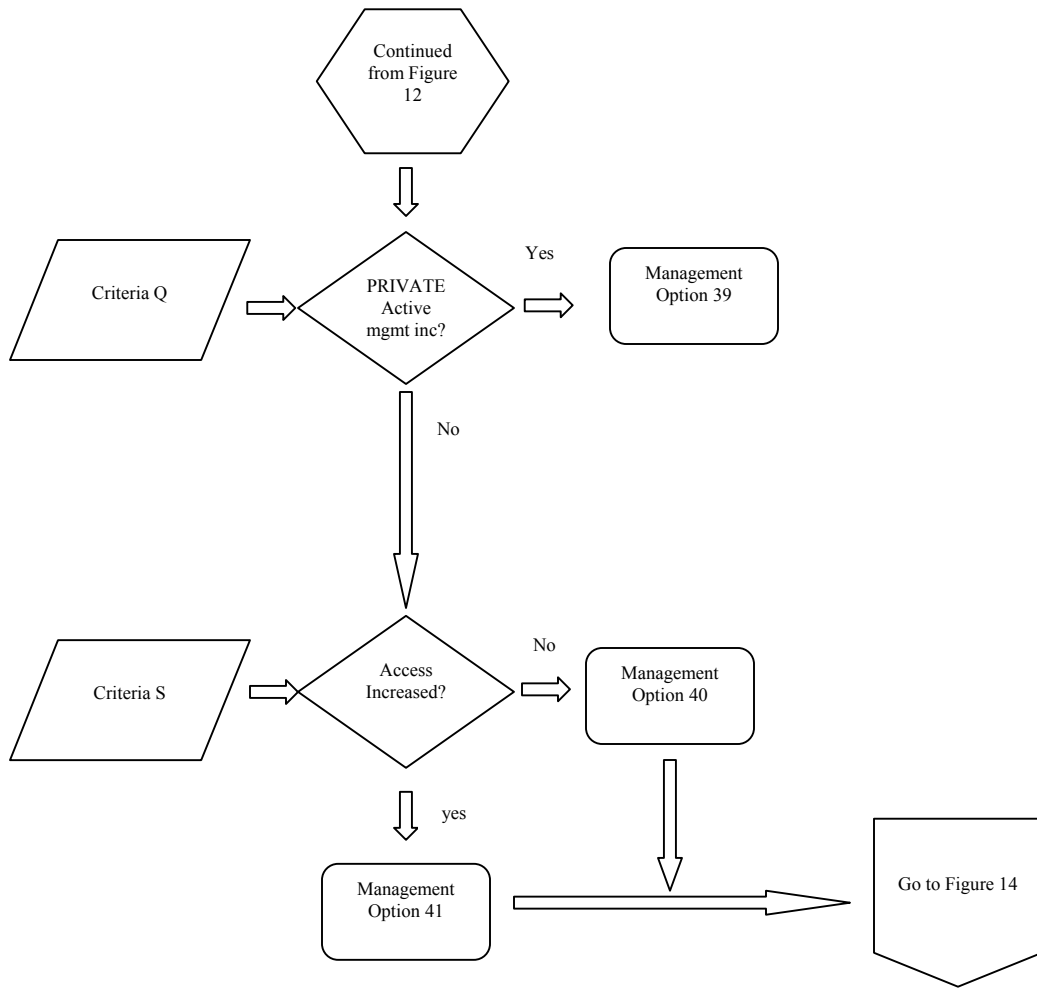 Continued
from Figure
12
Yes
Management
Option 39
Criteria Q
PRIVATE
Active
mgmt inc?
No
No
Management
Option 40
Criteria S
Access
Increased?
yes
Management
Option 41
Go to Figure 14